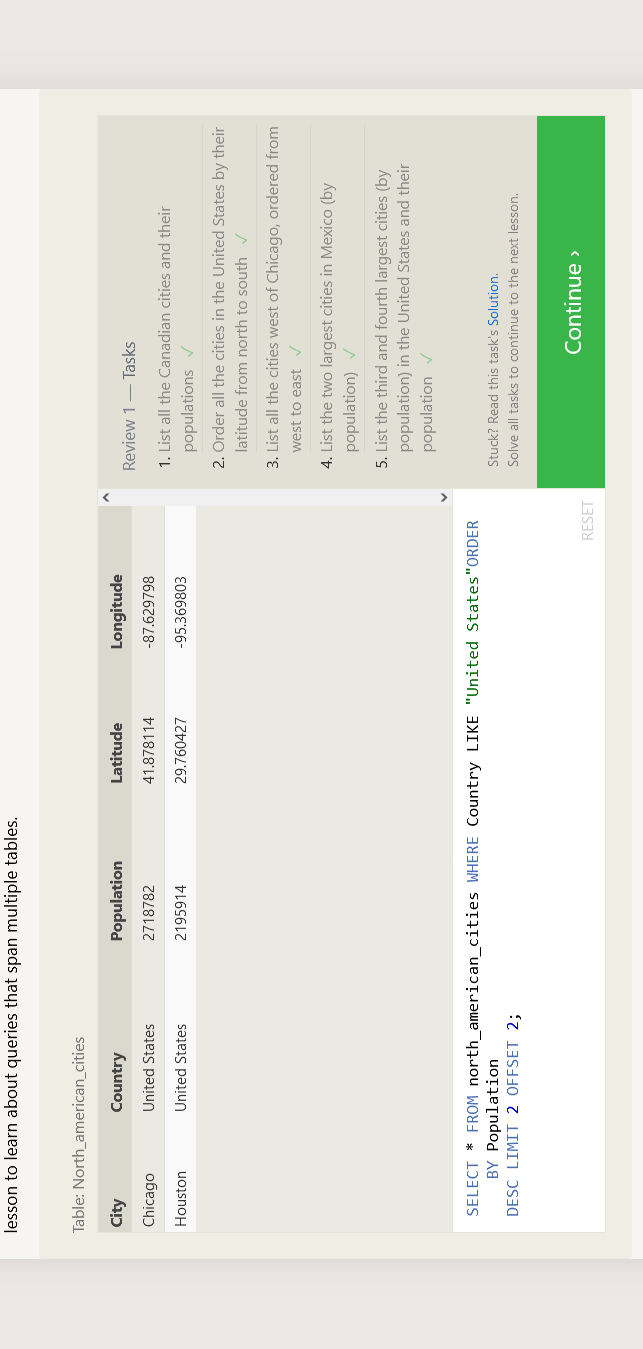 lesson to learn about queries that span multiple tables.
Table: North_american_cities
City Country Population Latitude Longitude
Chicago United States 2718782 41.878114 -87.629798
Houston United States 2195914 29.760427 -95.369803
Review 1 — Tasks
1. List all the Canadian cities and their
populations ✓
2. Order all the cities in the United States by their
latitude from north to south ✓
3. List all the cities west of Chicago, ordered from
west to east ✓
4. List the two largest cities in Mexico (by
population) ✓
5. List the third and fourth largest cities (by
population) in the United States and their
population ✓
SELECT * FROM north_american_cities WHERE Country LIKE "United States"ORDER
BY Population
DESC LIMIT 2 OFFSET 2;
RESET
Stuck? Read this task's Solution.
Solve all tasks to continue to the next lesson.
Continue ›